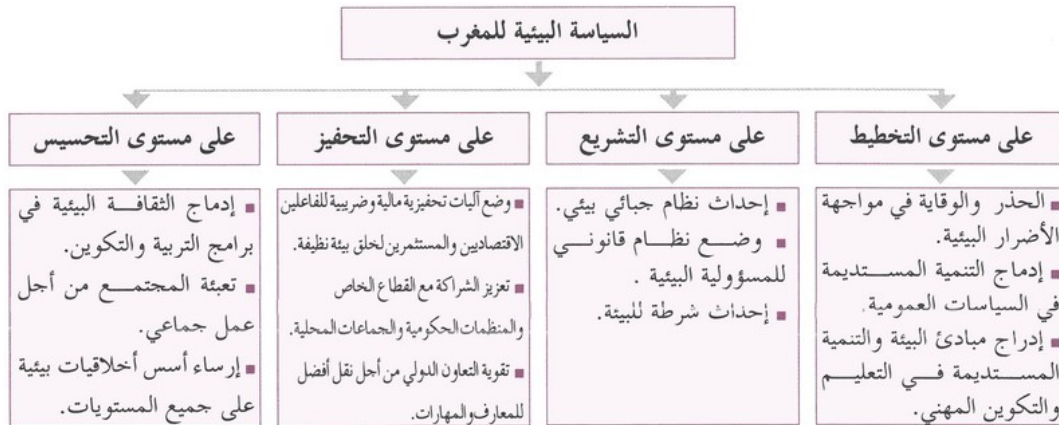 السياسة البيئية للمغرب
على مستوى التخطيط
■ الحذر والوقاية في مواجهة
الأضرار البيئية.
■ إدماج التنمية المستديمة
في السياسات العمومية.
■ إدراج مبادئ البيئة والتنمية
المستديمة في التعليم
والتكوين المهني.
على مستوى التشريع
■ إحداث نظام جبائي بيئي.
■ وضع نظام قانوني
للمسؤولية البيئية .
■ إحداث شرطة للبيئة.
على مستوى التحفيز
■ وضع آليات تحفيزية مالية وضريبية للفاعلين
الاقتصاديين والمستثمرين لخلق بيئة نظيفة.
■ تعزيز الشراكة مع القطاع الخاص
والمنظمات الحكومية والجماعات المحلية.
■ تقوية التعاون الدولي من أجل نقل أفضل
للمعارف والمهارات.
على مستوى التحسيس
■ إدماج الثقافة البيئية في
برامج التربية والتكوين.
■ تعبئة المجتمع من أجل
عمل جماعي.
■ إرساء أسس أخلاقيات بيئية
على جميع المستويات.